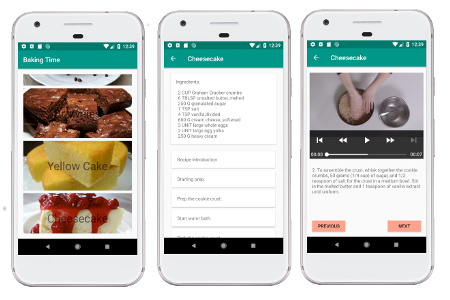 12:39
Baking Time
Yellow Cake
Cheesecake
12:39
Cheesecake
Ingredients:
2 CUP Graham Cracker crumbs
6 TBLSP unsalted butter, melted
250 G granulated sugar
1 TSP salt
4 TSP vanilla,divided
680 G cream cheese, softened
3 UNIT large whole eggs
2 UNIT large egg yolks
250 G heavy cream
Recipe Introduction
Starting prep.
Prep the cookie crust.
Start water bath.
12:39
Cheesecake
00:00
00:07
2. To assemble the crust, whisk together the cookie
crumbs, 50 grams (1/4 cup) of sugar, and 1/2
teaspoon of salt for the crust in a medium bowl. Stir
in the melted butter and 1 teaspoon of vanilla extract
until uniform.
PREVIOUS
NEXT